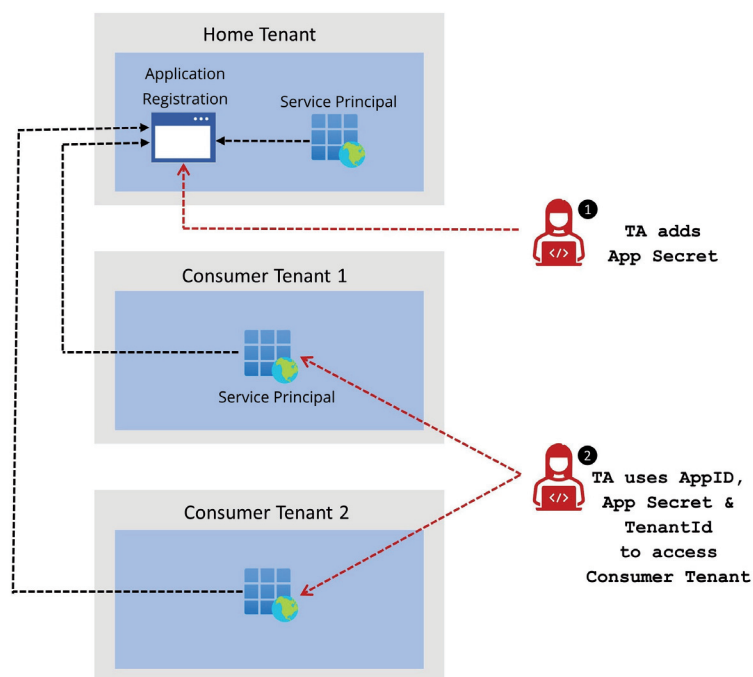 Home Tenant
Application
Registration
Service Principal
1
TA adds
App Secret
Consumer Tenant 1
Service Principal
</>
2
TA uses AppID,
App Secret &
TenantId
to access
Consumer Tenant
Consumer Tenant 2
</>